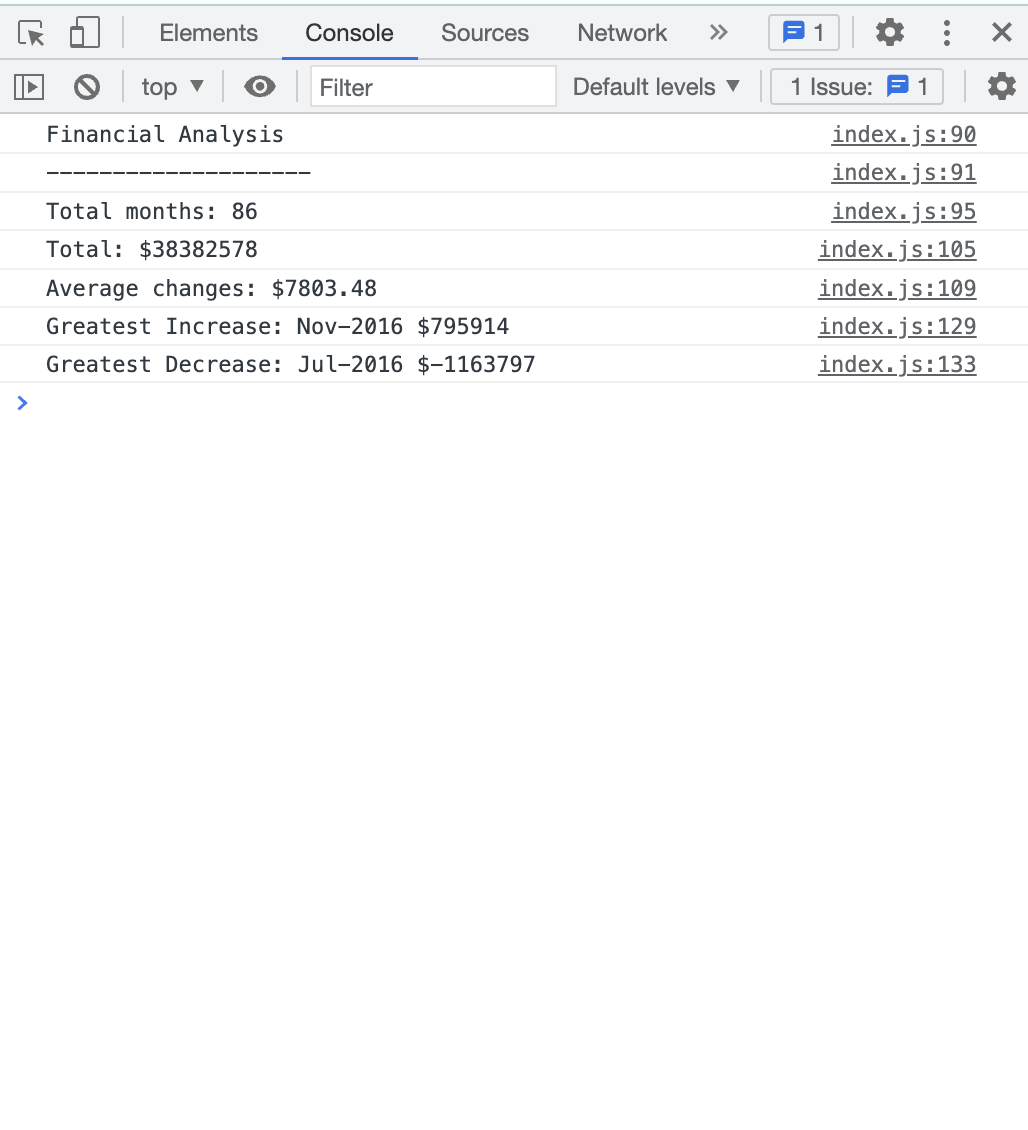 Elements Console Sources Network 1
top Filter Default levels 1 Issue: 1
Financial Analysis index.js:90
-------------------- index.js:91
Total months: 86 index.js:95
Total: $38382578 index.js:105
Average changes: $7803.48 index.js:109
Greatest Increase: Nov-2016 $795914 index.js:129
Greatest Decrease: Jul-2016 $-1163797 index.js:133